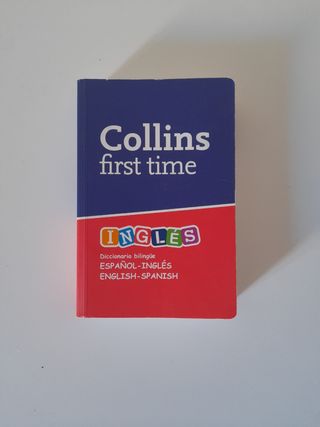 Collins
first time
INGLÉS
Diccionario bilingüe
ESPAÑOL-INGLÉS
ENGLISH-SPANISH